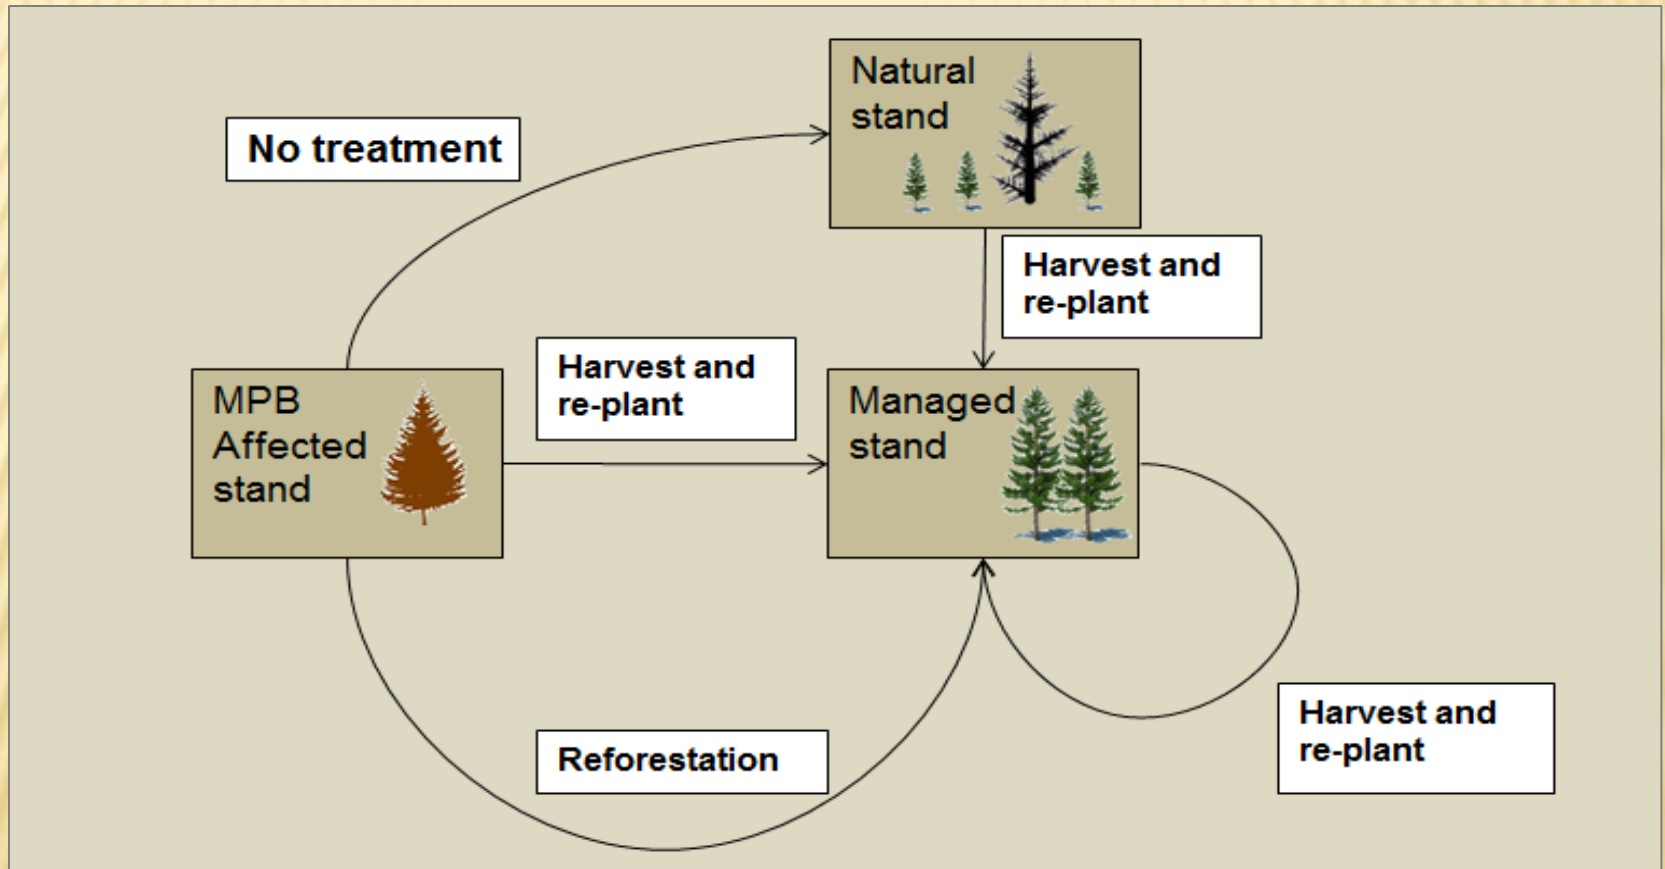 Natural
stand
No treatment
Harvest and
re-plant
Harvest and
re-plant
MPB
Affected
stand
Managed
stand
Reforestation
Harvest and
re-plant